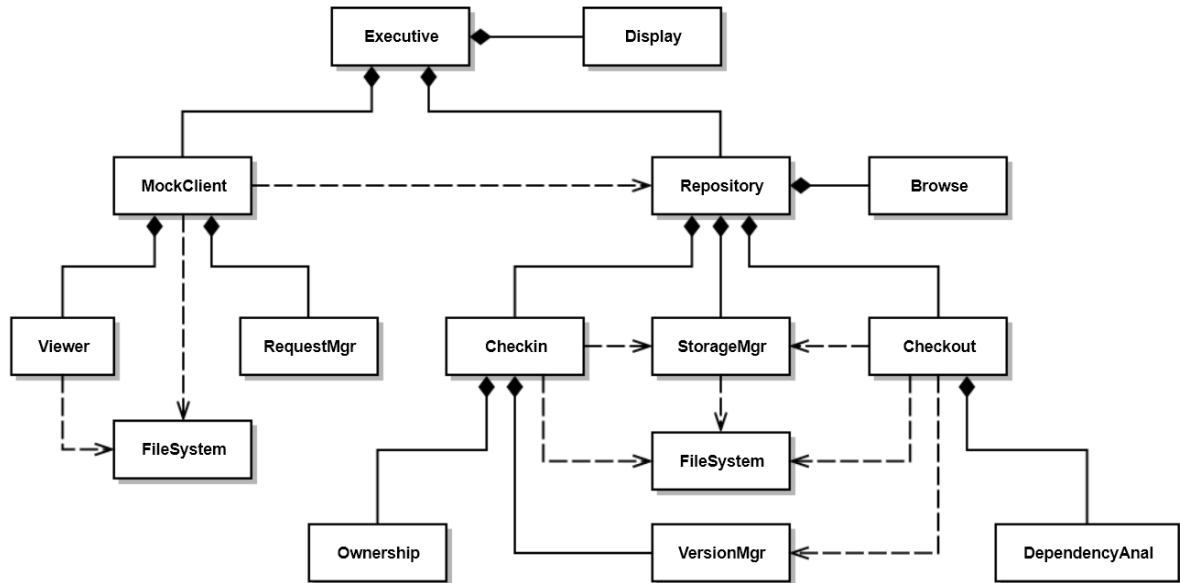 Executive
Display
MockClient
Repository
Browse
Viewer
RequestMgr
Checkin
StorageMgr
Checkout
FileSystem
FileSystem
Ownership
VersionMgr
DependencyAnal